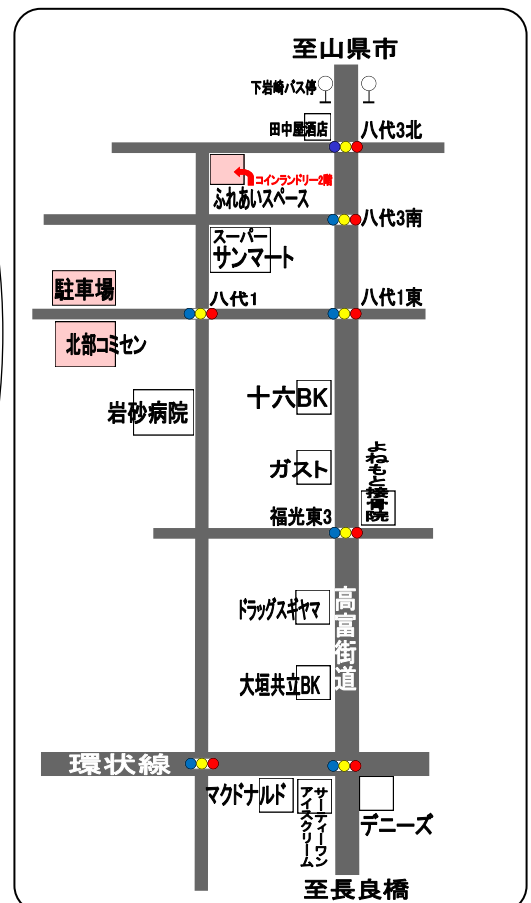 至山県市
下岩崎バス停
田中屋酒店
八代3北
コインランドリー2階
ふれあいスペース
八代3南
スーパー
サンマート
駐車場
八代1
八代1東
北部コミセン
十六BK
岩砂病院
よねもと接骨院
ガスト
福光東3
高富街道
ドラッグスギヤマ
大垣共立BK
環状線
マクドナルド
サーティーワン
アイスクリーム
デニーズ
至長良橋